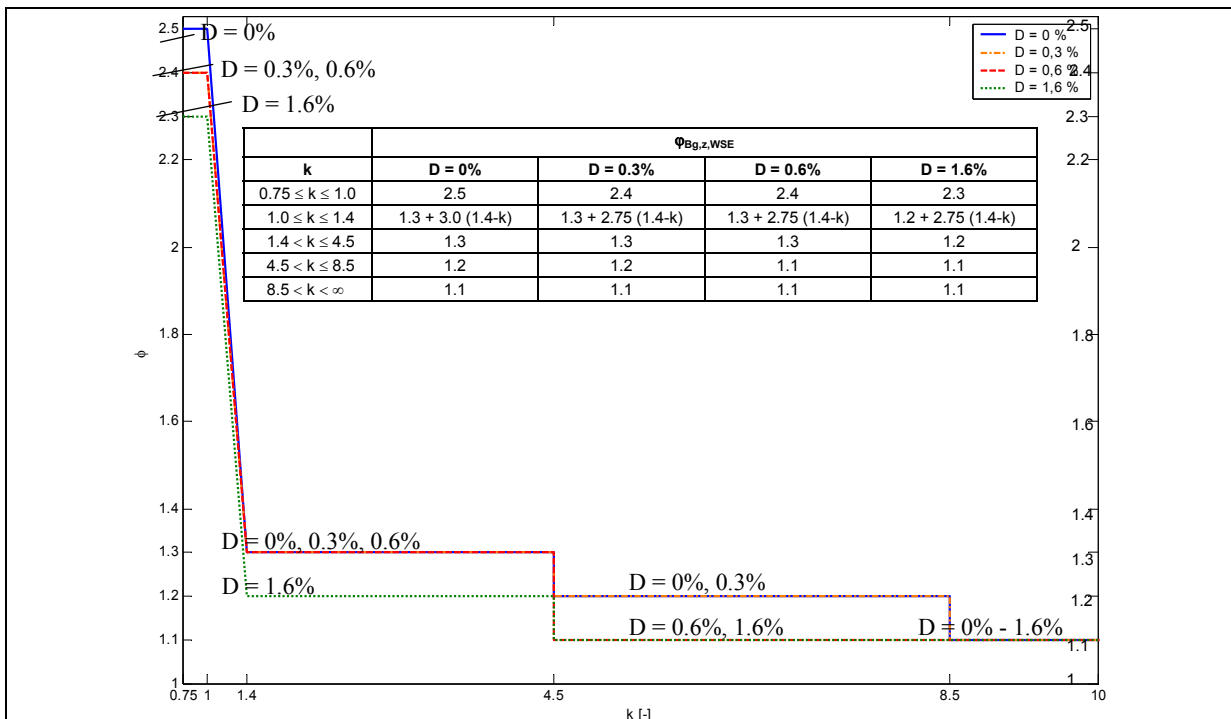 2.5
D = 0%
2.4
D = 0.3%, 0.6%
2.3
D = 1.6%
2.2
2.1
2
1.8
1.6
1.4
1.3
1.2
1.1
1
ϕ
D = 0 %
D = 0,3 %
D = 0,6 %
D = 1,6 %
φBg,z,WSE
k D = 0% D = 0.3% D = 0.6% D = 1.6%
0.75 ≤ k ≤ 1.0 2.5 2.4 2.4 2.3
1.0 ≤ k ≤ 1.4 1.3 + 3.0 (1.4-k) 1.3 + 2.75 (1.4-k) 1.3 + 2.75 (1.4-k) 1.2 + 2.75 (1.4-k)
1.4 < k ≤ 4.5 1.3 1.3 1.3 1.2
4.5 < k ≤ 8.5 1.2 1.2 1.1 1.1
8.5 < k < ∞ 1.1 1.1 1.1 1.1
D = 0%, 0.3%, 0.6%
D = 1.6%
D = 0%, 0.3%
D = 0.6%, 1.6%
D = 0% - 1.6%
2.5
2.4
2.3
2.2
2
1.8
1.6
1.4
1.3
1.2
1.1
1
0.75 1 1.4 4.5 8.5 10
k [-]